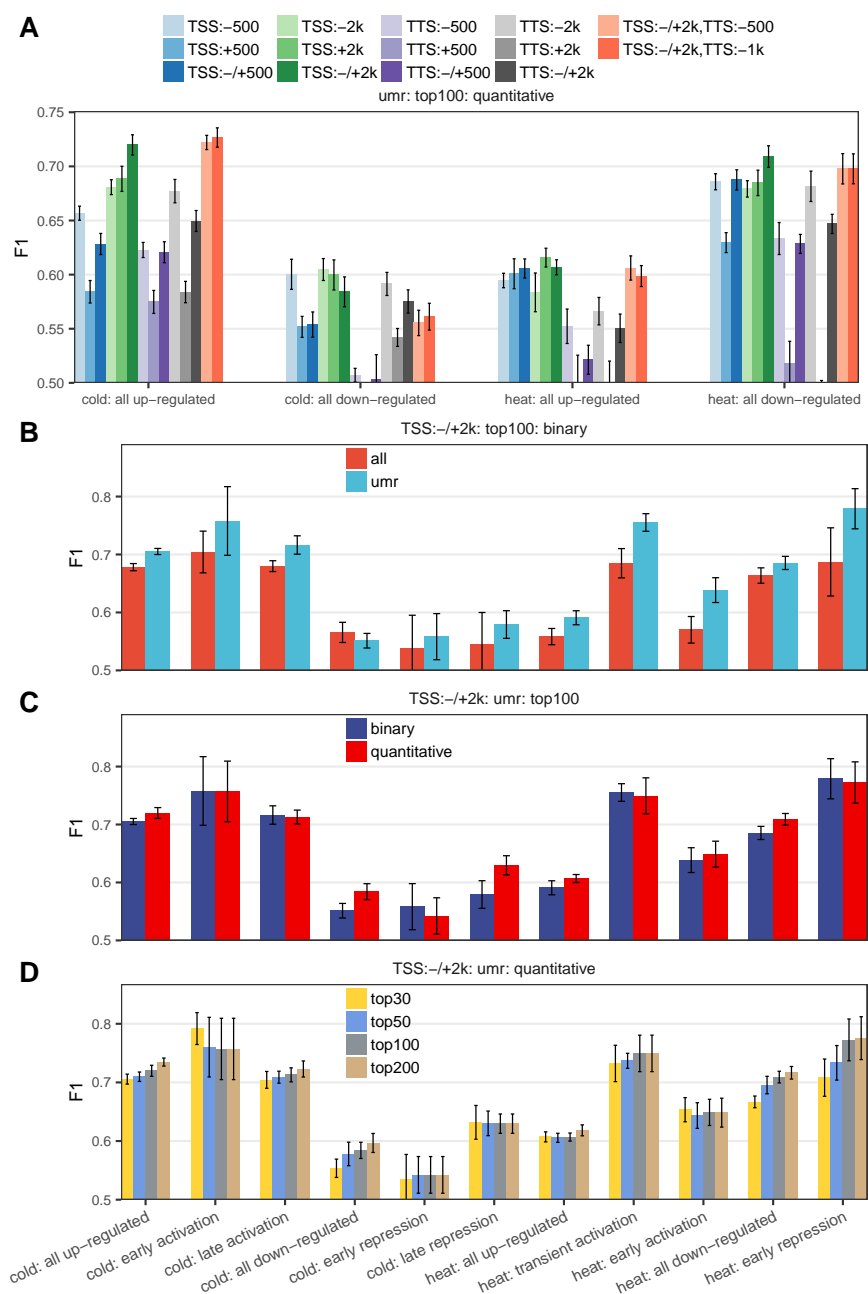 A
TSS:−500 TSS:−2k TTS:−500 TTS:−2k TSS:−/+2k,TTS:−500
TSS:+500 TSS:+2k TTS:+500 TTS:+2k TSS:−/+2k,TTS:−1k
TSS:−/+500 TSS:−/+2k TTS:−/+500 TTS:−/+2k
umr: top100: quantitative
0.75
0.70
0.65
0.60
0.55
0.50
F1
cold: all up−regulated cold: all down−regulated heat: all up−regulated heat: all down−regulated
B
TSS:−/+2k: top100: binary
all
umr
0.8
0.7
0.6
0.5
F1
C
TSS:−/+2k: umr: top100
binary
quantitative
0.8
0.7
0.6
0.5
F1
D
TSS:−/+2k: umr: quantitative
top30
top50
top100
top200
0.8
0.7
0.6
0.5
F1
cold: all up−regulated
cold: early activation
cold: late activation
cold: all down−regulated
cold: early repression
cold: late repression
heat: all up−regulated
heat: transient activation
heat: early activation
heat: all down−regulated
heat: early repression